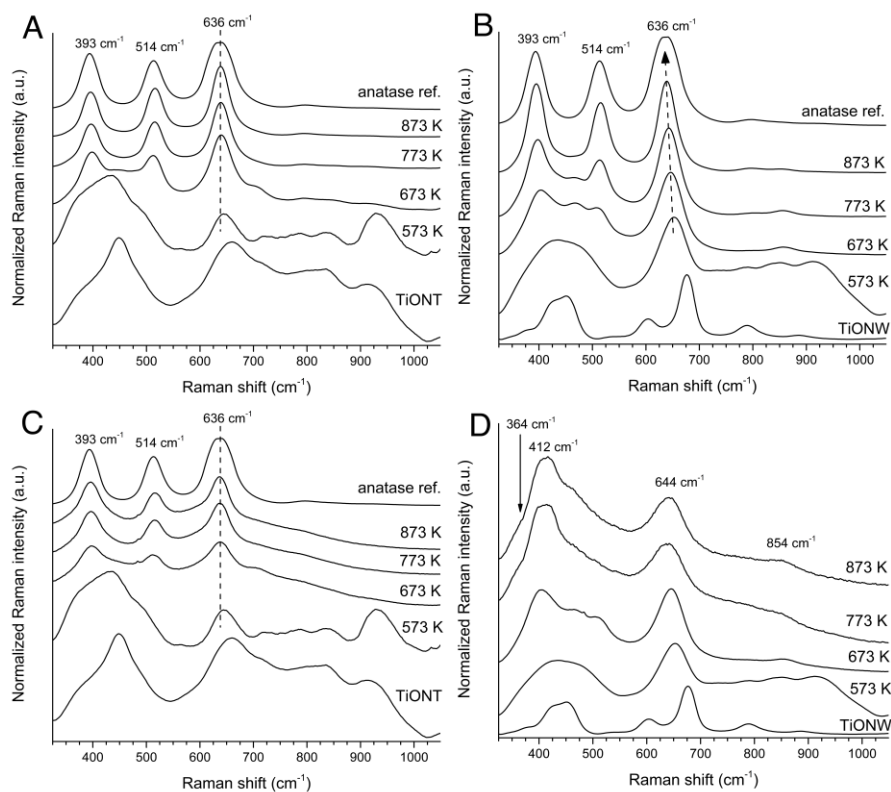 A
393 cm⁻¹
514 cm⁻¹
636 cm⁻¹
anatase ref.
873 K
773 K
673 K
573 K
TiONT
Normalized Raman intensity (a.u.)
400 500 600 700 800 900 1000
Raman shift (cm⁻¹)
B
393 cm⁻¹
514 cm⁻¹
636 cm⁻¹
anatase ref.
873 K
773 K
673 K
573 K
TiONW
Normalized Raman intensity (a.u.)
400 500 600 700 800 900 1000
Raman shift (cm⁻¹)
C
393 cm⁻¹
514 cm⁻¹
636 cm⁻¹
anatase ref.
873 K
773 K
673 K
573 K
TiONT
Normalized Raman intensity (a.u.)
400 500 600 700 800 900 1000
Raman shift (cm⁻¹)
D
364 cm⁻¹
412 cm⁻¹
644 cm⁻¹
854 cm⁻¹
873 K
773 K
673 K
573 K
TiONW
Normalized Raman intensity (a.u.)
400 500 600 700 800 900 1000
Raman shift (cm⁻¹)